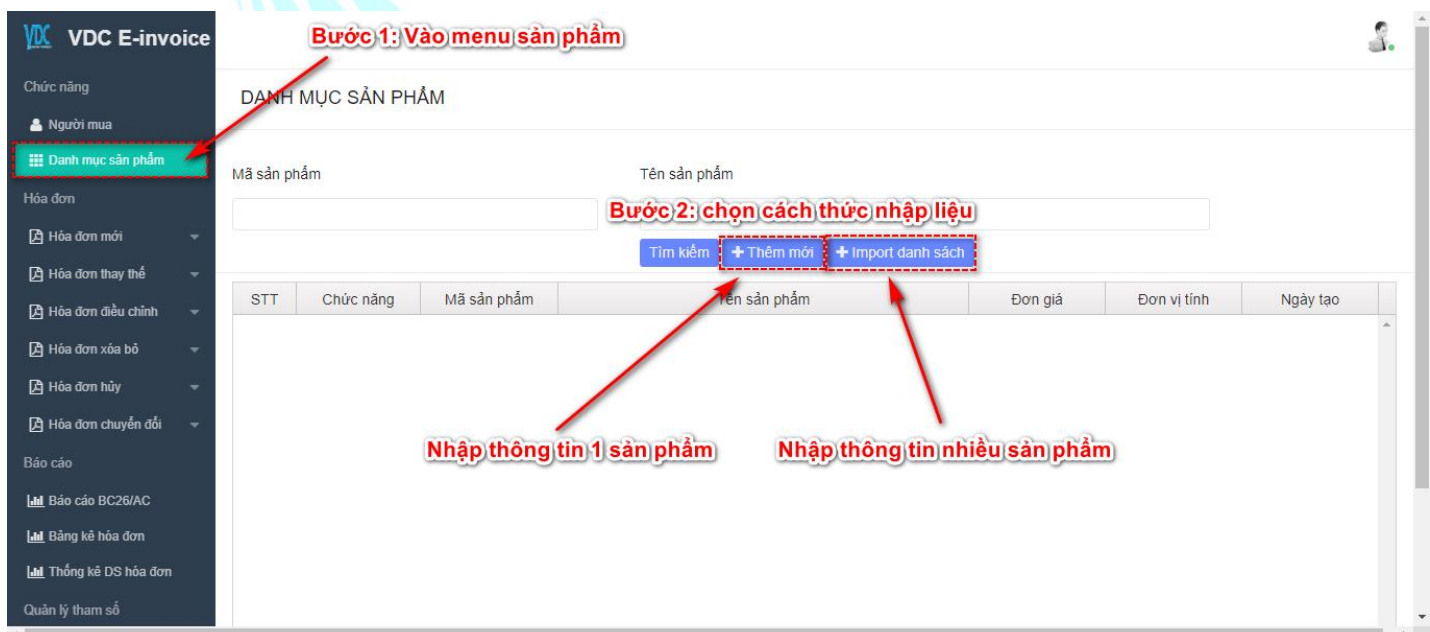 VDC VDC E-invoice
Bước 1: Vào menu sản phẩm
Chức năng
Người mua
Danh mục sản phẩm
Hóa đơn
Hóa đơn mới
Hóa đơn thay thế
Hóa đơn điều chỉnh
Hóa đơn xóa bỏ
Hóa đơn hủy
Hóa đơn chuyển đổi
Báo cáo
Báo cáo BC26/AC
Bảng kê hóa đơn
Thống kê DS hóa đơn
Quản lý tham số
DANH MỤC SẢN PHẨM
Mã sản phẩm Tên sản phẩm
Bước 2: chọn cách thức nhập liệu
Tìm kiếm Thêm mới Import danh sách
STT Chức năng Mã sản phẩm Tên sản phẩm Đơn giá Đơn vị tính Ngày tạo
Nhập thông tin 1 sản phẩm Nhập thông tin nhiều sản phẩm